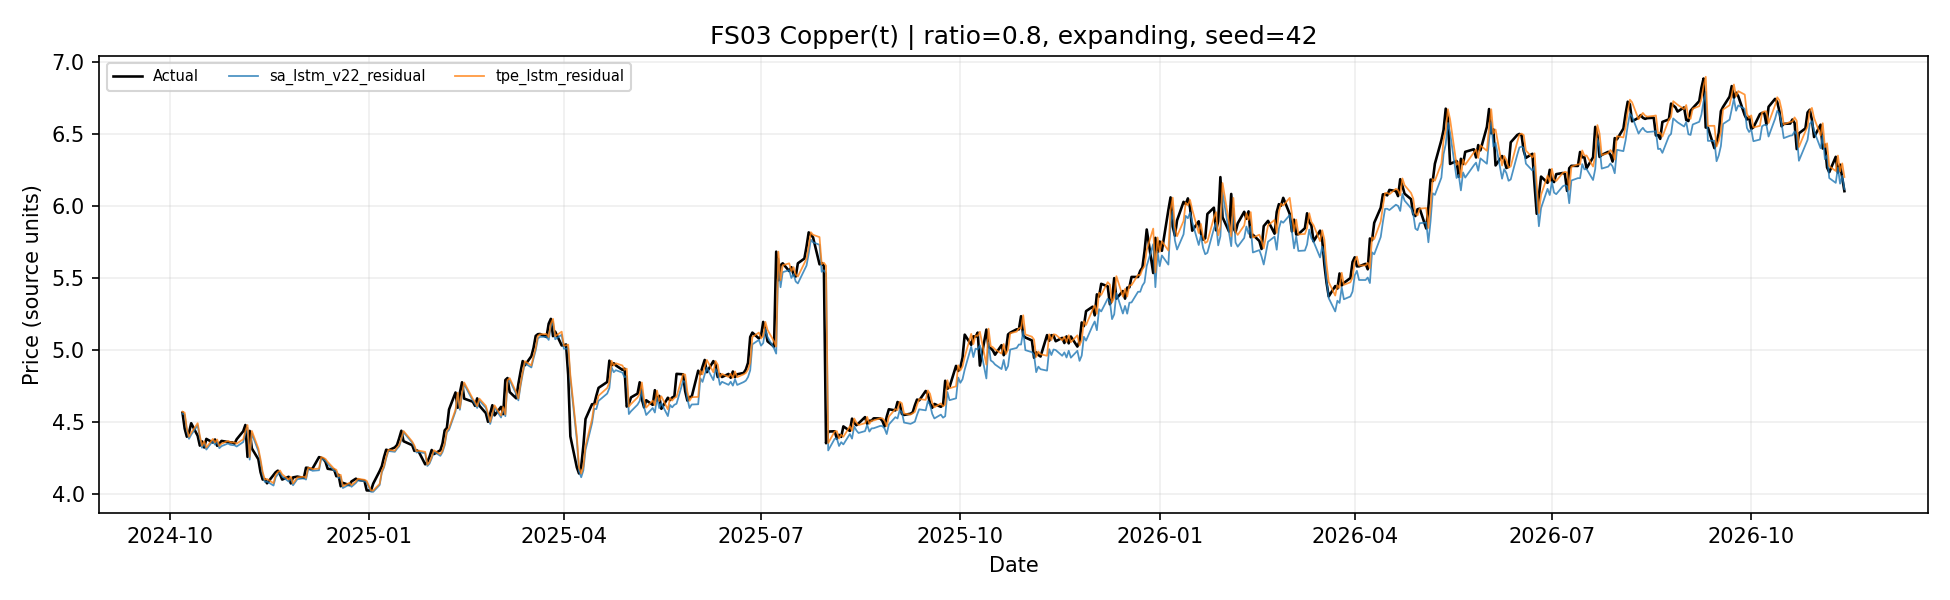 FS03 Copper(t) | ratio=0.8, expanding, seed=42
Actual sa_lstm_v22_residual tpe_lstm_residual
7.0
6.5
6.0
5.5
5.0
4.5
4.0
Price (source units)
2024-10 2025-01 2025-04 2025-07 2025-10 2026-01 2026-04 2026-07 2026-10
Date